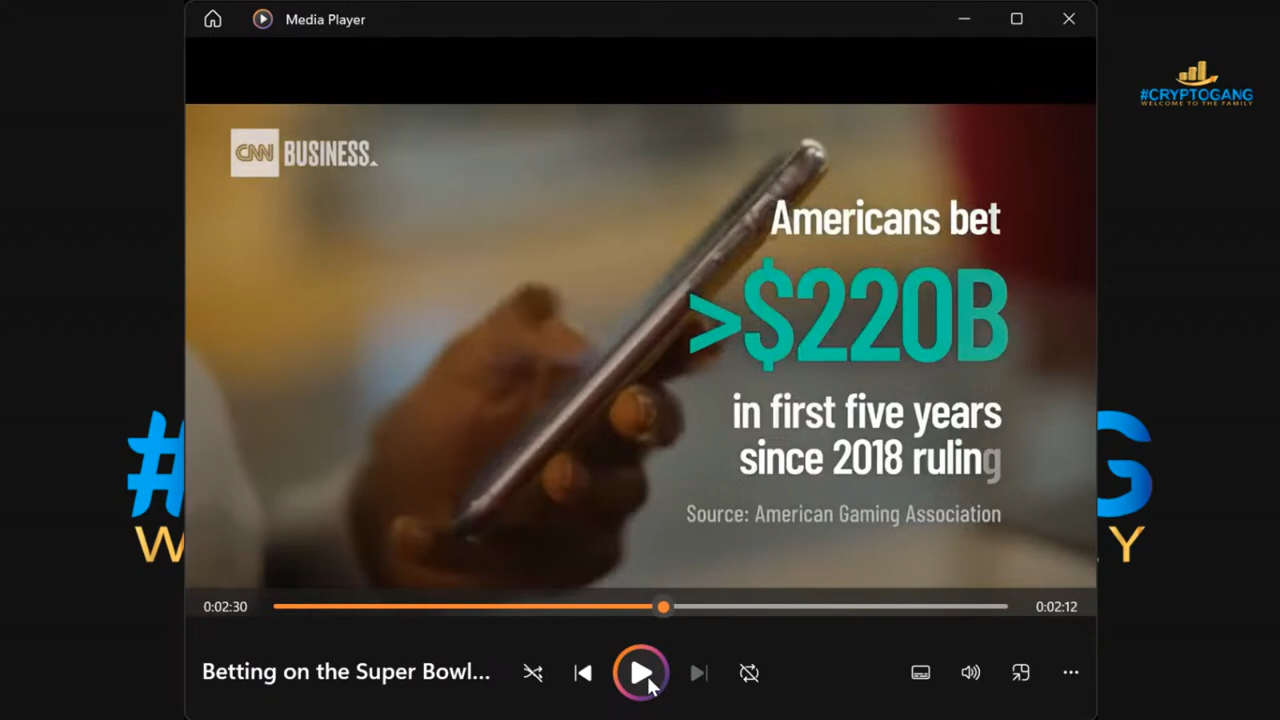 Media Player
#CRYPTOGANG
WELCOME TO THE FAMILY
CNN BUSINESS
Americans bet
>$220B
in first five years
since 2018 ruling
Source: American Gaming Association
#
G
W
Y
0:02:30
0:02:12
Betting on the Super Bowl...